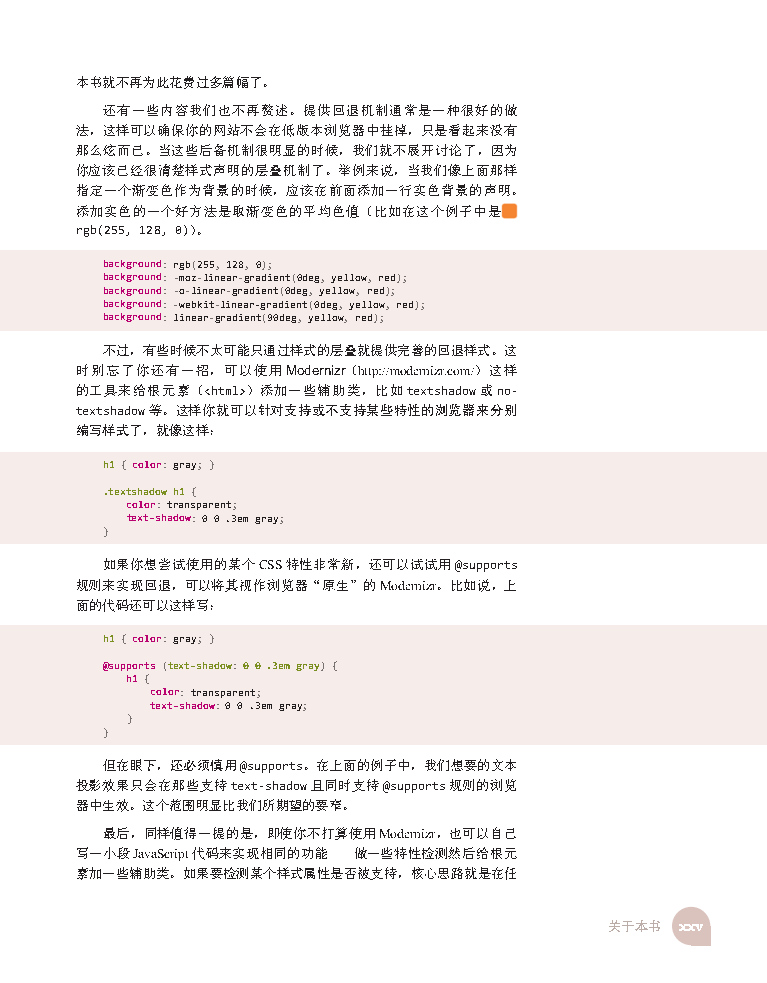 本书就不再为此花费过多篇幅了。
还有一些内容我们也不再赘述。提供回退机制通常是一种很好的做
法，这样可以确保你的网站不会在低版本浏览器中挂掉，只是看起来没有
那么炫而已。当这些后备机制很明显的时候，我们就不展开讨论了，因为
你应该已经很清楚样式声明的层叠机制了。举例来说，当我们像上面那样
指定一个渐变色作为背景的时候，应该在前面添加一行实色背景的声明。
添加实色的一个好方法是取渐变色的平均色值（比如在这个例子中是
rgb(255, 128, 0)）。
background: rgb(255, 128, 0);
background: -moz-linear-gradient(0deg, yellow, red);
background: -o-linear-gradient(0deg, yellow, red);
background: -webkit-linear-gradient(0deg, yellow, red);
background: linear-gradient(90deg, yellow, red);
不过，有些时候不太可能只通过样式的层叠就提供完善的回退样式。这
时别忘了你还有一招，可以使用 Modernizr（http://modernizr.com/）这样
的工具来给根元素（<html>）添加一些辅助类，比如 textshadow 或 no-
textshadow 等。这样你就可以针对支持或不支持某些特性的浏览器来分别
编写样式了，就像这样：
h1 { color: gray; }
.textshadow h1 {
color: transparent;
text-shadow: 0 0 .3em gray;
}
如果你想尝试使用的某个 CSS 特性非常新，还可以试试用 @supports
规则来实现回退，可以将其视作浏览器“原生”的 Modernizr。比如说，上
面的代码还可以这样写：
h1 { color: gray; }
@supports (text-shadow: 0 0 .3em gray) {
h1 {
color: transparent;
text-shadow: 0 0 .3em gray;
}
}
但在眼下，还必须慎用 @supports。在上面的例子中，我们想要的文本
投影效果只会在那些支持 text-shadow 且同时支持 @supports 规则的浏览
器中生效。这个范围明显比我们所期望的要窄。
最后，同样值得一提的是，即使你不打算使用 Modernizr，也可以自己
写一小段 JavaScript 代码来实现相同的功能　　做一些特性检测然后给根元
素加一些辅助类。如果要检测某个样式属性是否被支持，核心思路就是在任
关于本书 xxv